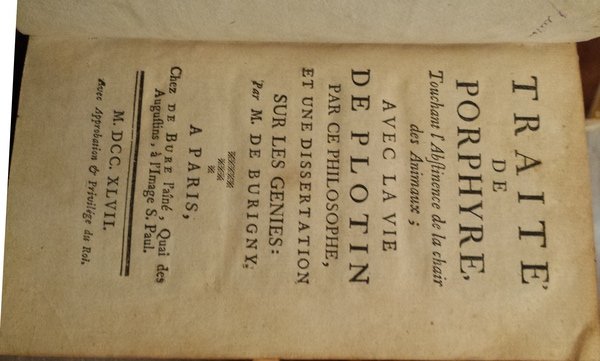 TRAITÉ
DE
PORPHYRE,
Touchant l'Abſtinence de la chair
des Animaux ;
AVEC LA VIE
DE PLOTIN
PAR CE PHILOSOPHE,
ET UNE DISSERTATION
SUR LES GENIES :
Par M. DE BURIGNY.
A PARIS,
Chez DE BURE l'aîné, Quai des
Auguſtins, à l'Image S. Paul.
M. DCC. XLVII.
Avec Approbation & Privilége du Roi.